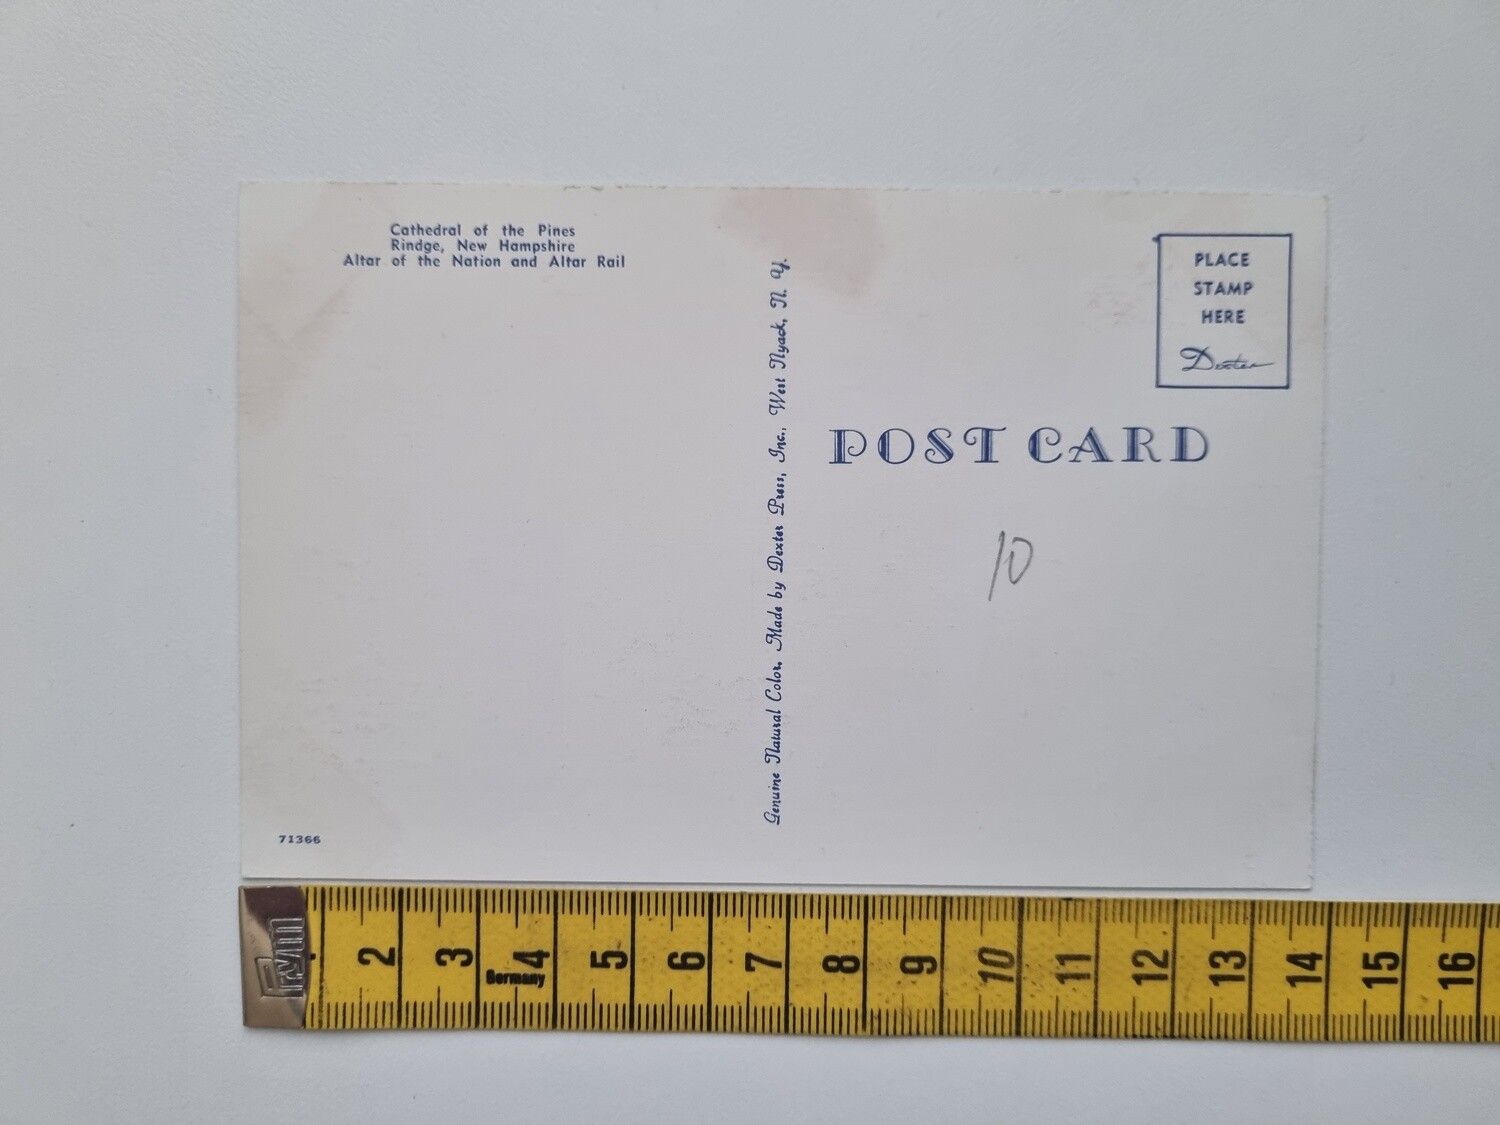 Cathedral of the Pines
Rindge, New Hampshire
Altar of the Nation and Altar Rail
PLACE
STAMP
HERE
Dexter
POST CARD
10
Genuine Natural Color, Made by Dexter Press, Inc., West Nyack, N. Y.
71366
Prym
2 3 4 5 6 7 8 9 10 11 12 13 14 15 16
Germany